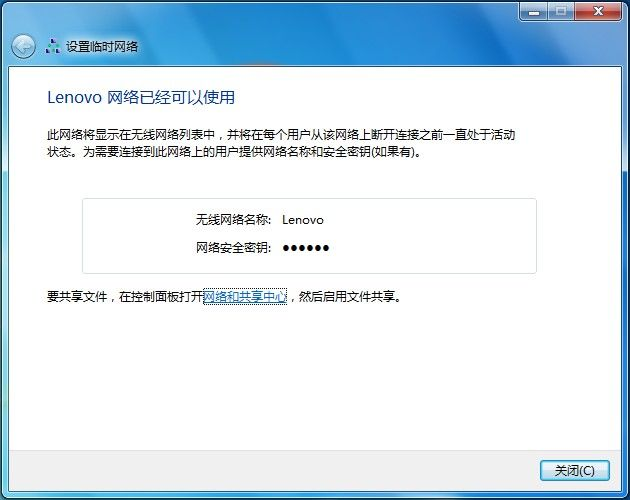 设置临时网络
Lenovo 网络已经可以使用
此网络将显示在无线网络列表中，并将在每个用户从该网络上断开连接之前一直处于活动
状态。为需要连接到此网络上的用户提供网络名称和安全密钥(如果有)。
无线网络名称: Lenovo
网络安全密钥: ●●●●●●
要共享文件，在控制面板打开网络和共享中心，然后启用文件共享。
关闭(C)